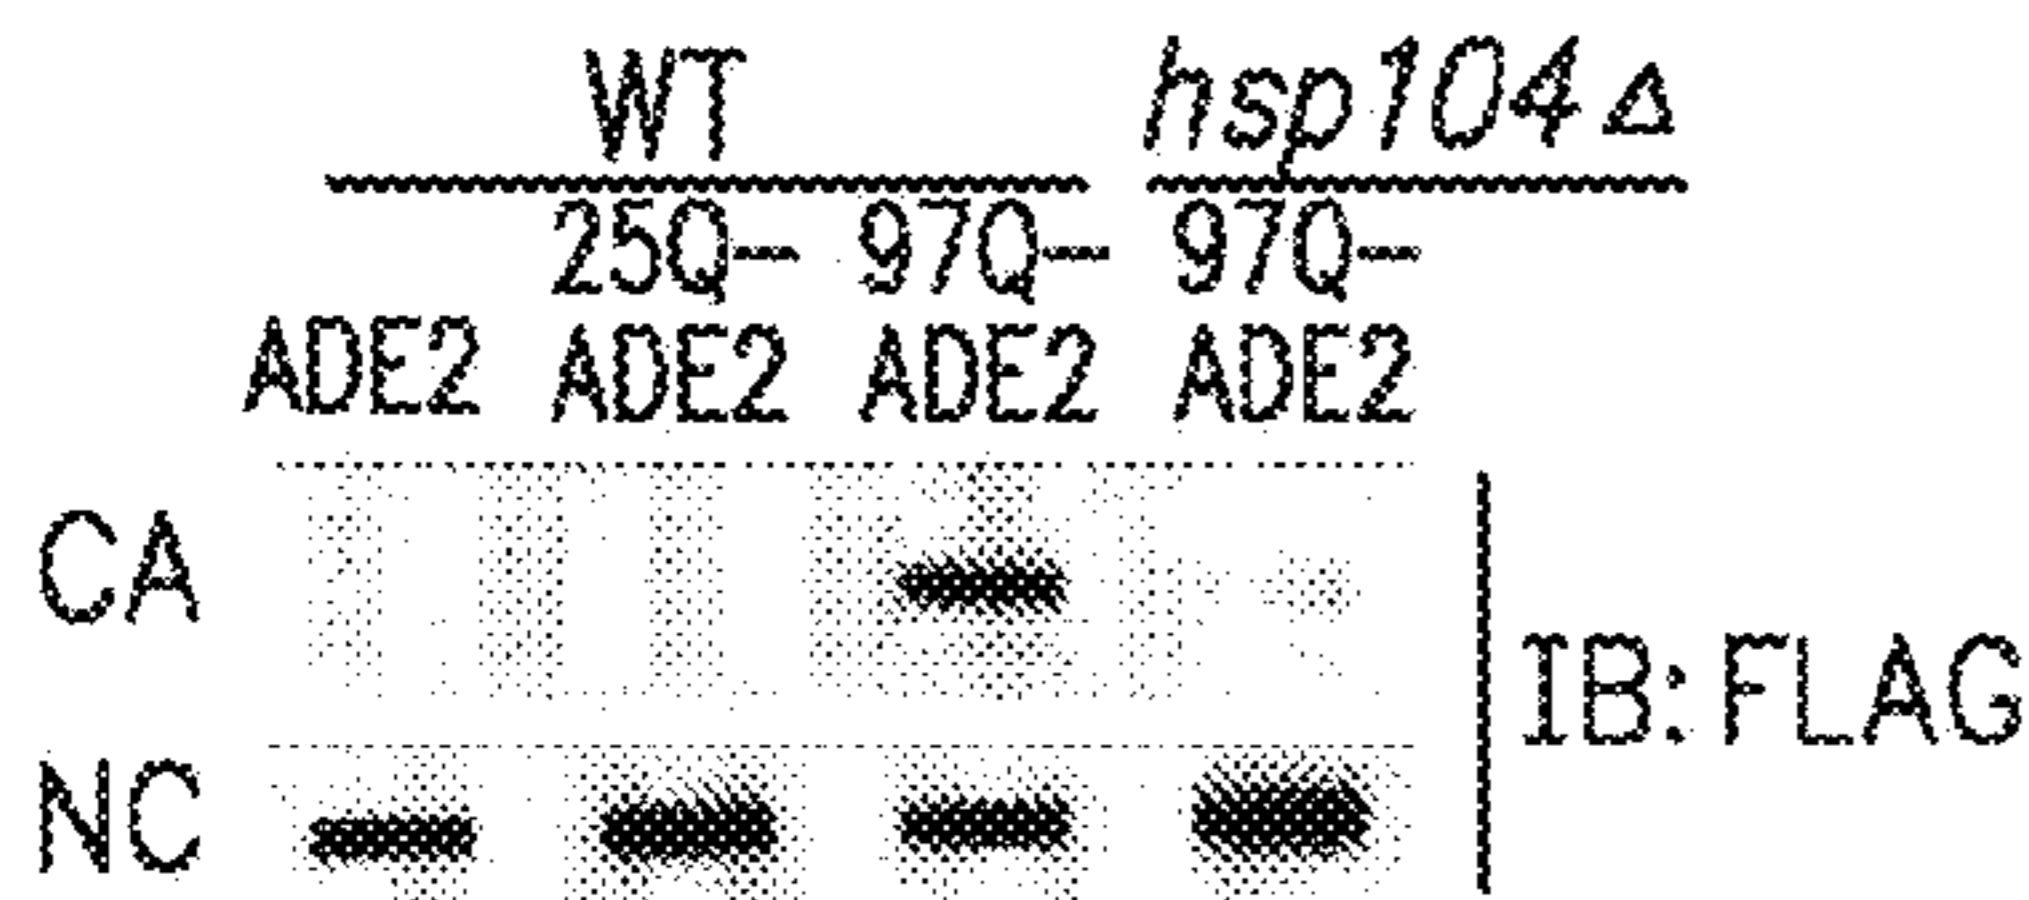 WT hsp104Δ
25Q– 97Q– 97Q–
ADE2 ADE2 ADE2 ADE2
CA
IB: FLAG
NC